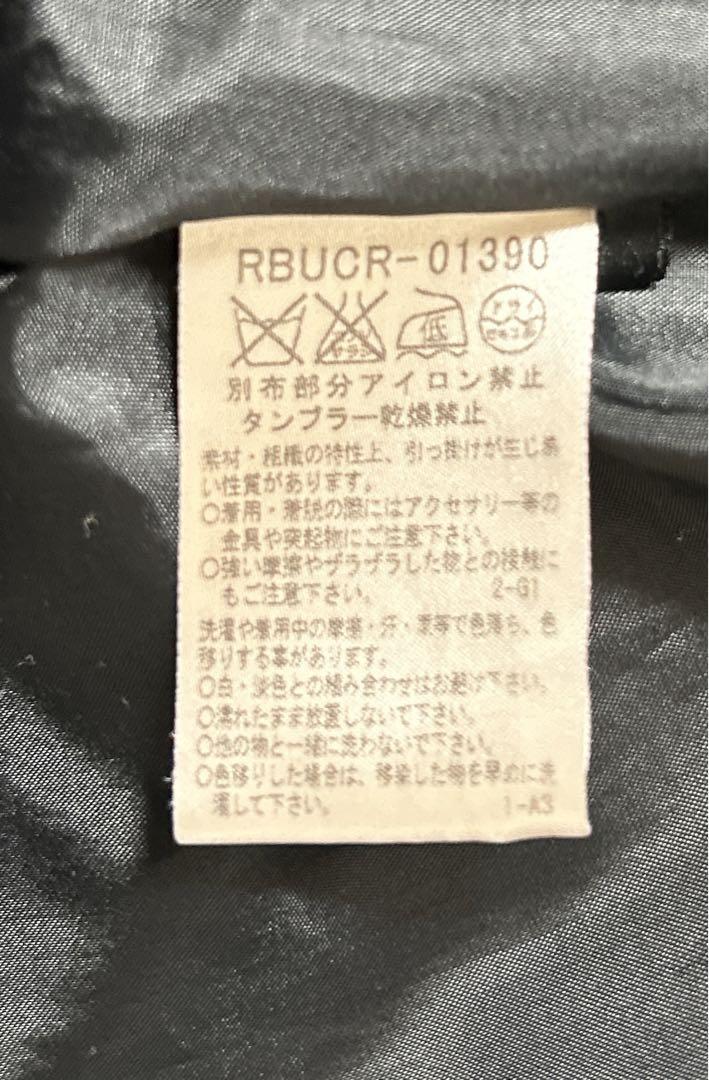 RBUCR-01390
エンソ
サラシ
低
ドライ
セキユ系
別布部分アイロン禁止
タンブラー乾燥禁止
素材・組織の特性上、引っ掛けが生じ易
い性質があります。
○着用・着脱の際にはアクセサリー等の
金具や突起物にご注意下さい。
○強い摩擦やザラザラした物との接触に
もご注意下さい。 2-G1
洗濯や着用中の摩擦・汗・雨等で色落ち、色
移りする事があります。
○白・淡色との組み合わせはお避け下さい。
○濡れたまま放置しないで下さい。
○他の物と一緒に洗わないで下さい。
○色移りした場合は、移染した物を早めに洗
濯して下さい。 1-A3